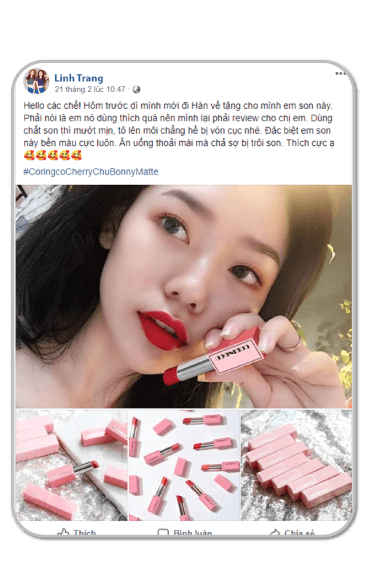 Linh Trang
21 tháng 2 lúc 10:47
Hello các chế! Hôm trước dì mình mới đi Hàn về tặng cho mình em son này.
Phải nói là em nó dùng thích quá nên mình lại phải review cho chị em. Dùng
chất son thì mướt mịn, tô lên môi chẳng hề bị vón cục nhé. Đặc biệt em son
này bền màu cực luôn. Ăn uống thoải mái mà chả sợ bị trôi son. Thích cực ạ
🥰🥰🥰🥰🥰
#CoringcoCherryChuBonnyMatte
CORINGCO
Thích Bình luận Chia sẻ